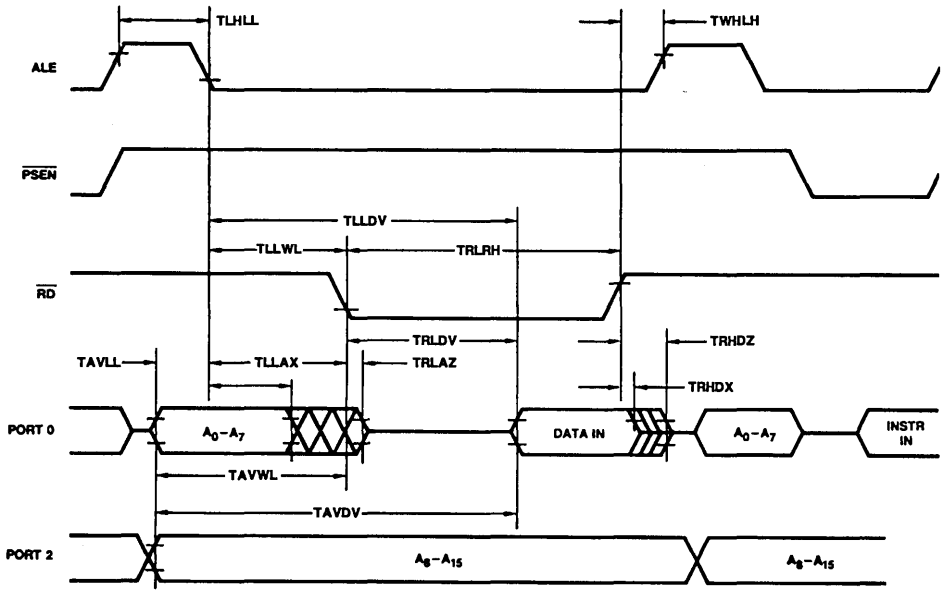 TLHLL
TWHLH
ALE
PSEN
TLLDV
TLLWL
TRLRH
RD
TRLDV
TRHDZ
TAVLL
TLLAX
TRLAZ
TRHDX
PORT 0
A0–A7
DATA IN
A0–A7
INSTR
IN
TAVWL
TAVDV
PORT 2
A8–A15
A8–A15